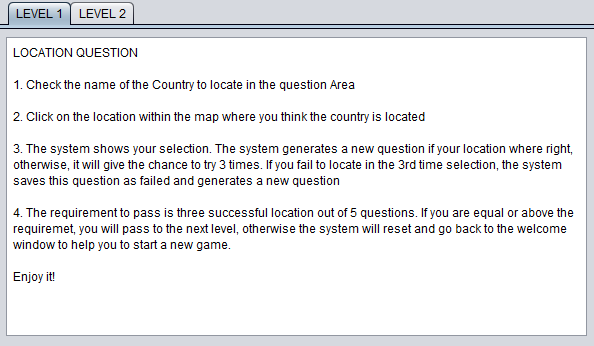 LEVEL 1 LEVEL 2
LOCATION QUESTION
1. Check the name of the Country to locate in the question Area
2. Click on the location within the map where you think the country is located
3. The system shows your selection. The system generates a new question if your location where right,
otherwise, it will give the chance to try 3 times. If you fail to locate in the 3rd time selection, the system
saves this question as failed and generates a new question
4. The requirement to pass is three successful location out of 5 questions. If you are equal or above the
requiremet, you will pass to the next level, otherwise the system will reset and go back to the welcome
window to help you to start a new game.
Enjoy it!